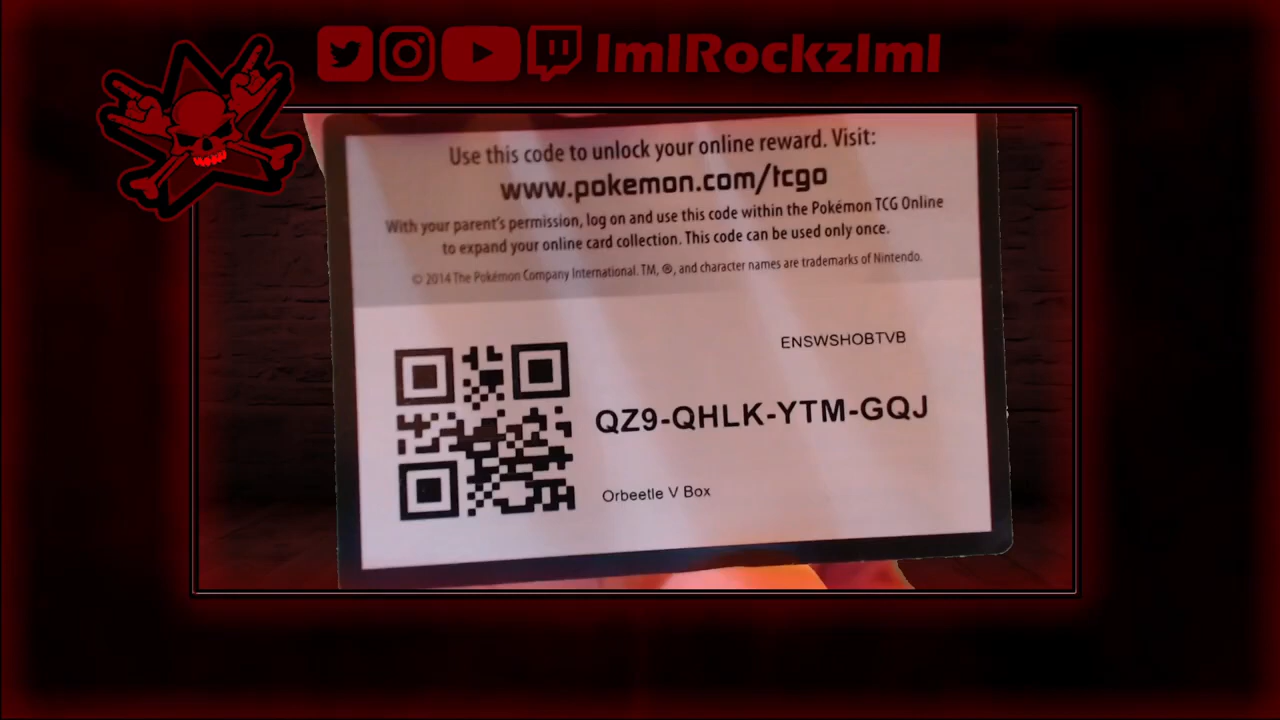 ImIRockzImI
Use this code to unlock your online reward. Visit:
www.pokemon.com/tcgo
With your parent's permission, log on and use this code within the Pokémon TCG Online
to expand your online card collection. This code can be used only once.
© 2014 The Pokémon Company International. TM, ®, and character names are trademarks of Nintendo.
ENSWSHOBTVB
QZ9-QHLK-YTM-GQJ
Orbeetle V Box